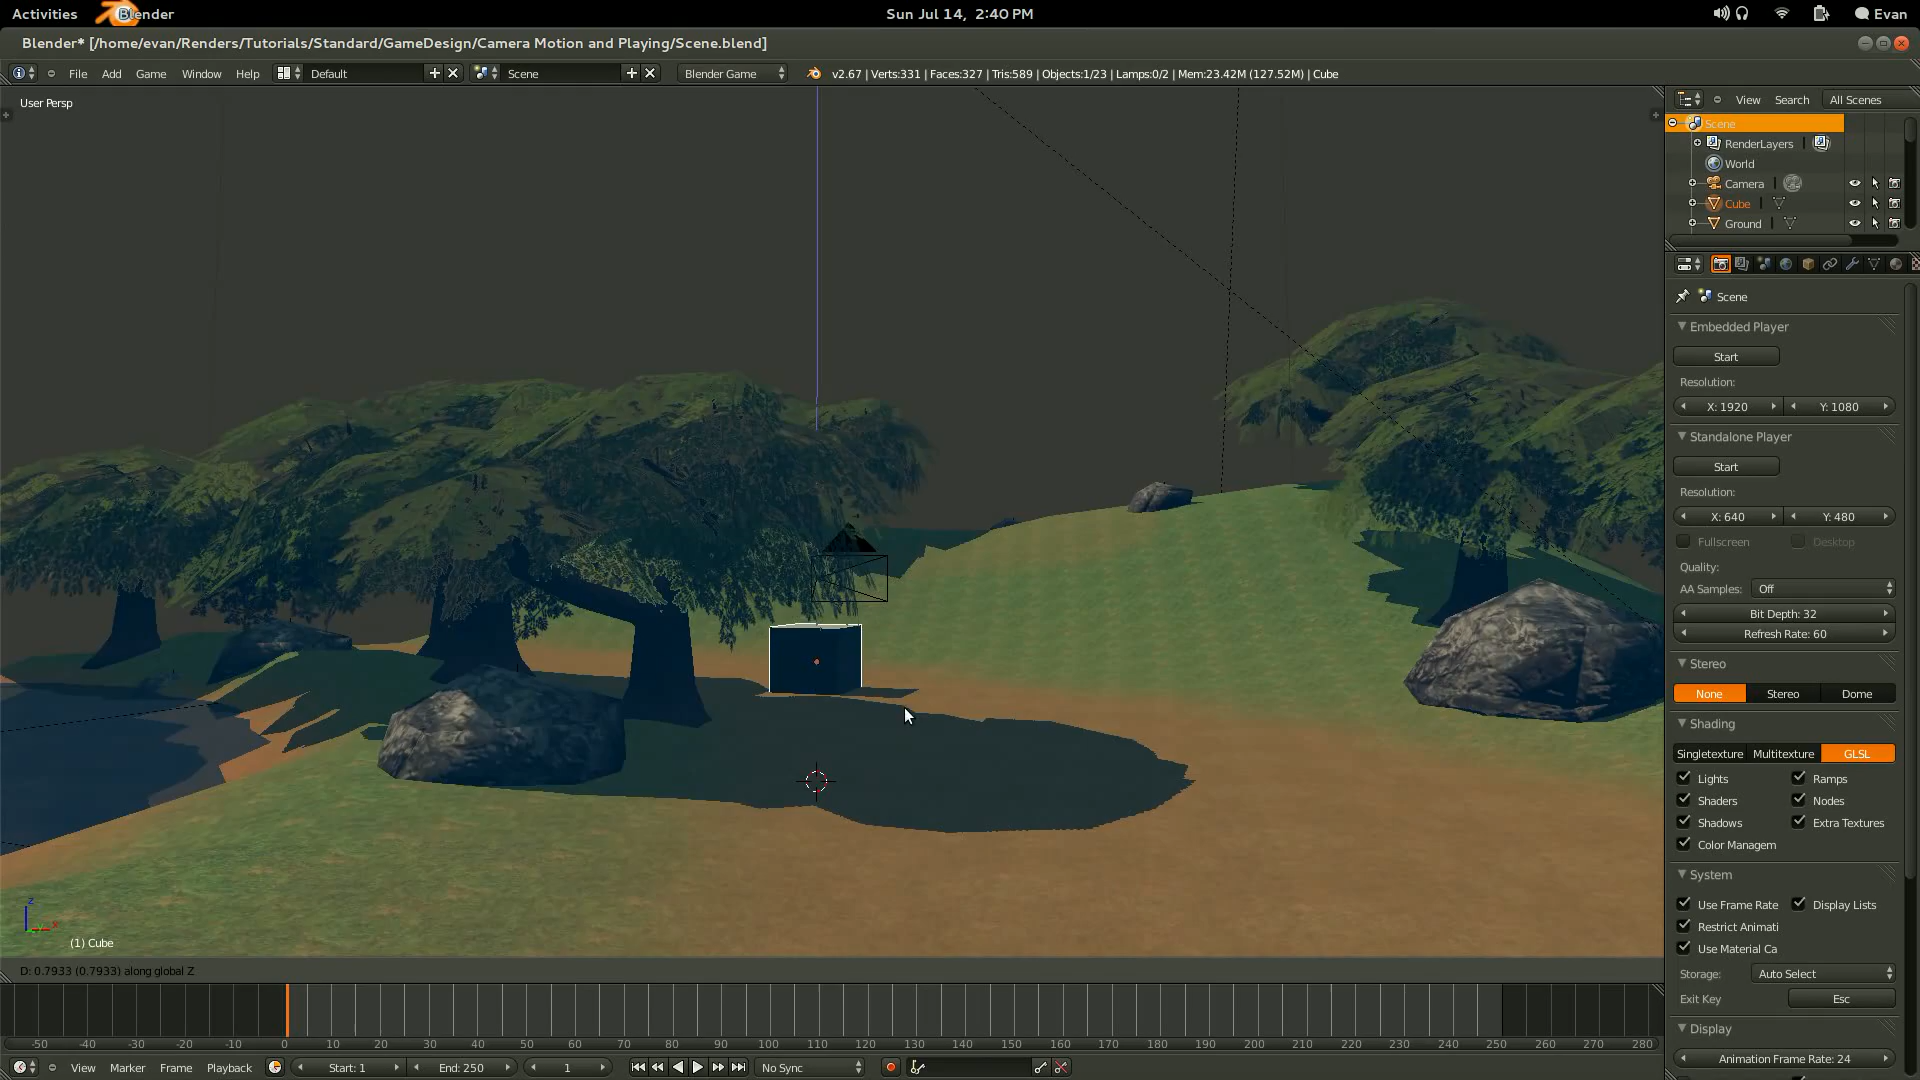 Activities Blender Sun Jul 14, 2:40 PM Evan
Blender* [/home/evan/Renders/Tutorials/Standard/GameDesign/Camera Motion and Playing/Scene.blend]
File Add Game Window Help Default Scene Blender Game v2.67 | Verts:331 | Faces:327 | Tris:589 | Objects:1/23 | Lamps:0/2 | Mem:23.42M (127.52M) | Cube
User Persp
View Search All Scenes
Scene
RenderLayers
World
Camera
Cube
Ground
Scene
Embedded Player
Start
Resolution:
X: 1920 Y: 1080
Standalone Player
Start
Resolution:
X: 640 Y: 480
Fullscreen Desktop
Quality:
AA Samples: Off
Bit Depth: 32
Refresh Rate: 60
Stereo
None Stereo Dome
Shading
Singletexture Multitexture GLSL
Lights Ramps
Shaders Nodes
Shadows Extra Textures
Color Managem
System
Use Frame Rate Display Lists
Restrict Animati
Use Material Ca
Storage: Auto Select
Exit Key Esc
Display
Animation Frame Rate: 24
z
x
(1) Cube
D: 0.7933 (0.7933) along global Z
-50 -40 -30 -20 -10 0 10 20 30 40 50 60 70 80 90 100 110 120 130 140 150 160 170 180 190 200 210 220 230 240 250 260 270 280
View Marker Frame Playback Start: 1 End: 250 1 No Sync